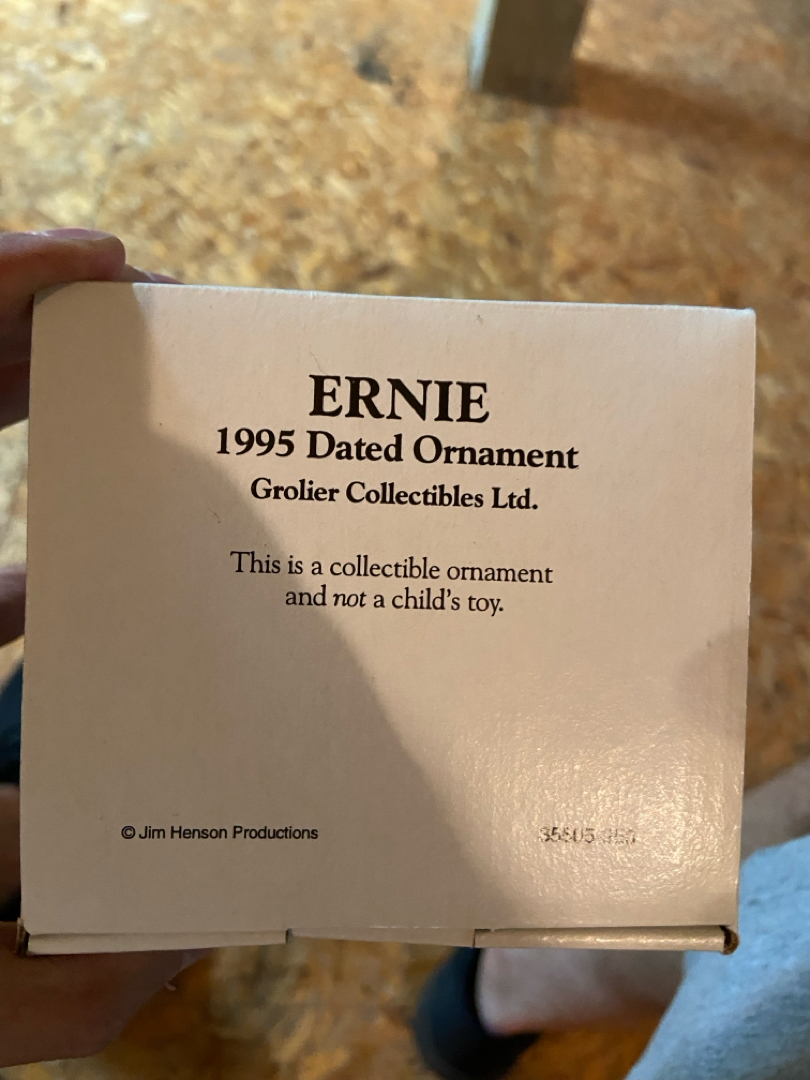 ERNIE
1995 Dated Ornament
Grolier Collectibles Ltd.
This is a collectible ornament
and not a child's toy.
© Jim Henson Productions